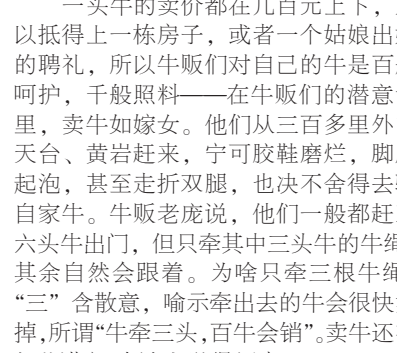 一头牛的卖价都在几百元上下,
以抵得上一栋房子，或者一个姑娘出
的聘礼，所以牛贩们对自己的牛是百
呵护，千般照料——在牛贩们的潜意
里，卖牛如嫁女。他们从三百多里外
天台、黄岩赶来，宁可胶鞋磨烂，脚
起泡，甚至走折双腿，也决不舍得去
自家牛。牛贩老庞说，他们一般都赶
六头牛出门，但只牵其中三头牛的牛绳
其余自然会跟着。为啥只牵三根牛绳
“三”含散意，喻示牵出去的牛会很快
掉，所谓“牛牵三头，百牛会销”。卖牛还